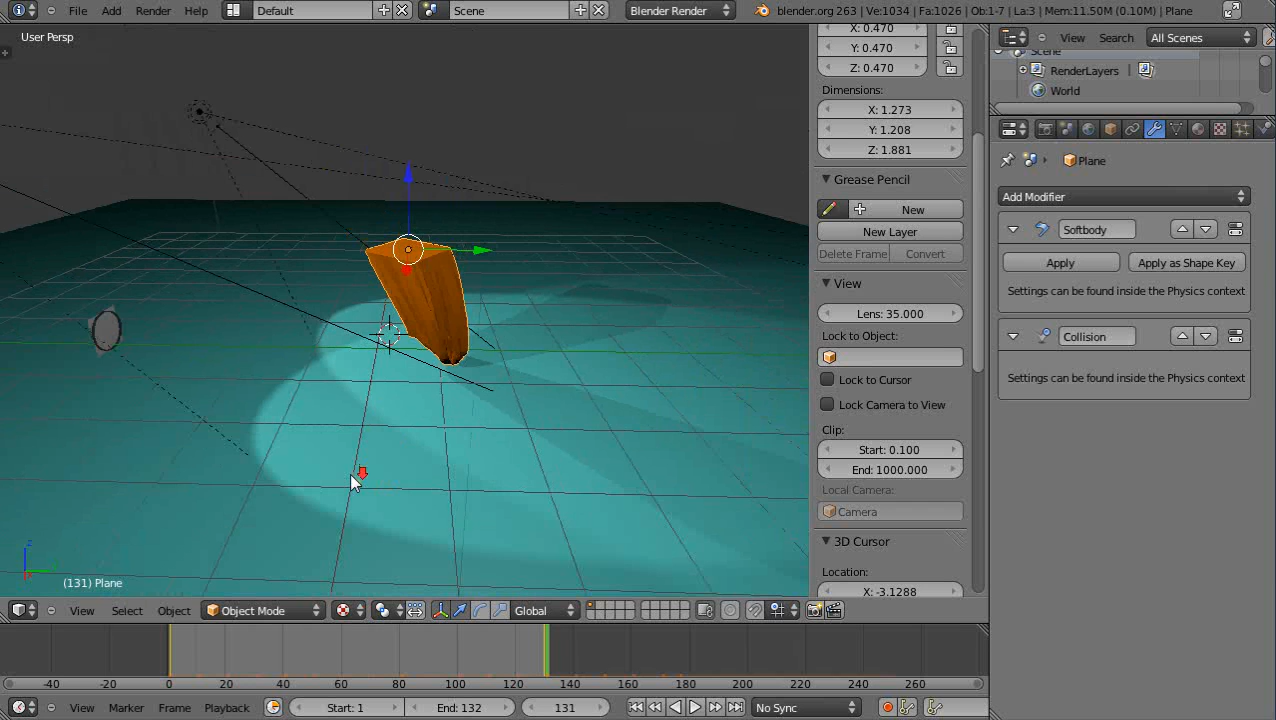 File Add Render Help Default Scene Blender Render blender.org 263 | Ve:1034 | Fa:1026 | Ob:1-7 | La:3 | Mem:11.50M (0.10M) | Plane
User Persp
X: 0.470
Y: 0.470
Z: 0.470
Dimensions:
X: 1.273
Y: 1.208
Z: 1.881
Grease Pencil
New
New Layer
Delete Frame Convert
View
Lens: 35.000
Lock to Object:
Lock to Cursor
Lock Camera to View
Clip:
Start: 0.100
End: 1000.000
Local Camera:
Camera
3D Cursor
Location:
X: -3.1288
View Search All Scenes
Scene
RenderLayers |
World
Plane
Add Modifier
Softbody
Apply Apply as Shape Key
Settings can be found inside the Physics context
Collision
Settings can be found inside the Physics context
z
(131) Plane
View Select Object Object Mode Global
-40 -20 0 20 40 60 80 100 120 140 160 180 200 220 240 260
View Marker Frame Playback Start: 1 End: 132 131 No Sync